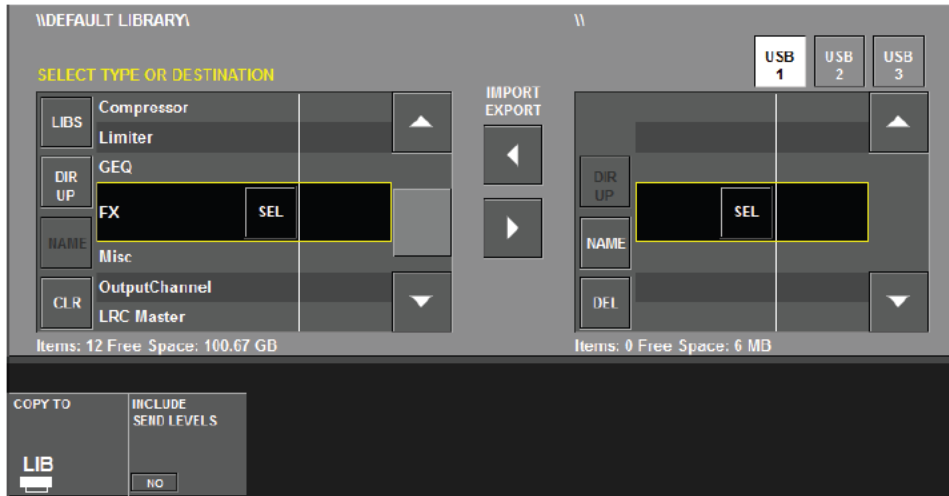 \\DEFAULT LIBRARY\
\\
SELECT TYPE OR DESTINATION
USB
1
USB
2
USB
3
IMPORT
EXPORT
LIBS
DIR
UP
NAME
CLR
Compressor
Limiter
GEQ
FX
SEL
Misc
OutputChannel
LRC Master
DIR
UP
NAME
DEL
SEL
Items: 12 Free Space: 100.67 GB
Items: 0 Free Space: 6 MB
COPY TO
LIB
INCLUDE
SEND LEVELS
NO